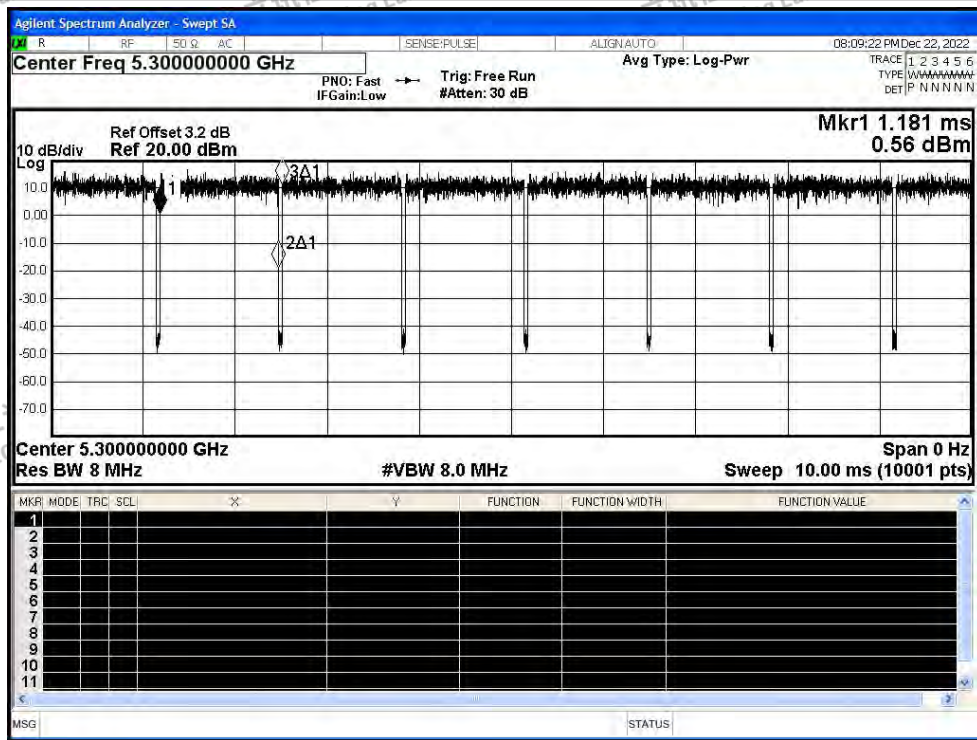 Agilent Spectrum Analyzer - Swept SA
R RF 50 Ω AC SENSE:PULSE ALIGN AUTO 08:09:22 PM Dec 22, 2022
Center Freq 5.300000000 GHz Avg Type: Log-Pwr TRACE 1 2 3 4 5 6
PNO: Fast Trig: Free Run TYPE
IFGain:Low #Atten: 30 dB DET P N N N N N
Mkr1 1.181 ms
Ref Offset 3.2 dB 0.56 dBm
10 dB/div Ref 20.00 dBm
Log
3Δ1
10.0
1
0.00
-10.0
2Δ1
-20.0
-30.0
-40.0
-50.0
-60.0
-70.0
Center 5.300000000 GHz Span 0 Hz
Res BW 8 MHz #VBW 8.0 MHz Sweep 10.00 ms (10001 pts)
MKR MODE TRC SCL X Y FUNCTION FUNCTION WIDTH FUNCTION VALUE
1
2
3
4
5
6
7
8
9
10
11
MSG STATUS